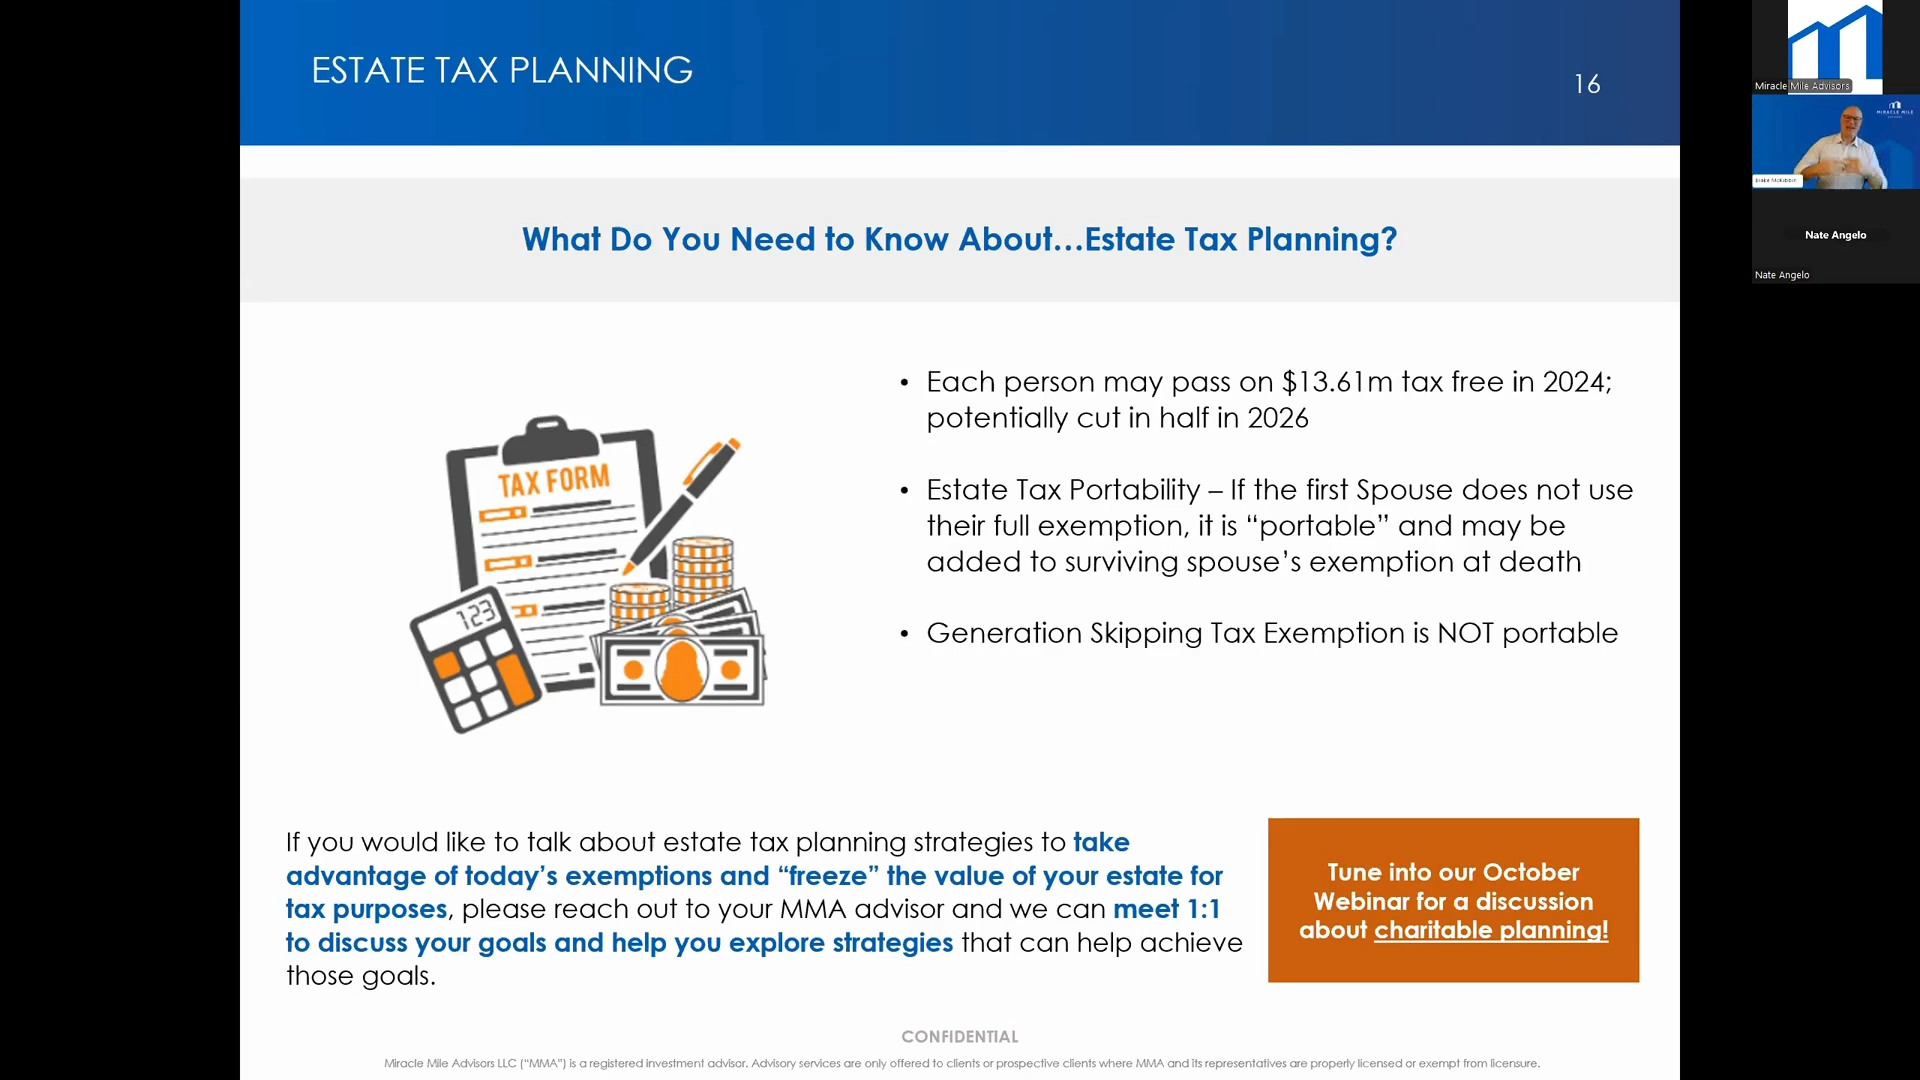 ESTATE TAX PLANNING
16
What Do You Need to Know About…Estate Tax Planning?
TAX FORM
123
• Each person may pass on $13.61m tax free in 2024;
potentially cut in half in 2026
• Estate Tax Portability – If the first Spouse does not use
their full exemption, it is “portable” and may be
added to surviving spouse’s exemption at death
• Generation Skipping Tax Exemption is NOT portable
If you would like to talk about estate tax planning strategies to take
advantage of today’s exemptions and “freeze” the value of your estate for
tax purposes, please reach out to your MMA advisor and we can meet 1:1
to discuss your goals and help you explore strategies that can help achieve
those goals.
Tune into our October
Webinar for a discussion
about charitable planning!
CONFIDENTIAL
Miracle Mile Advisors LLC (“MMA”) is a registered investment advisor. Advisory services are only offered to clients or prospective clients where MMA and its representatives are properly licensed or exempt from licensure.
Miracle Mile Advisors
MIRACLE MILE
Nate Angelo
Nate Angelo